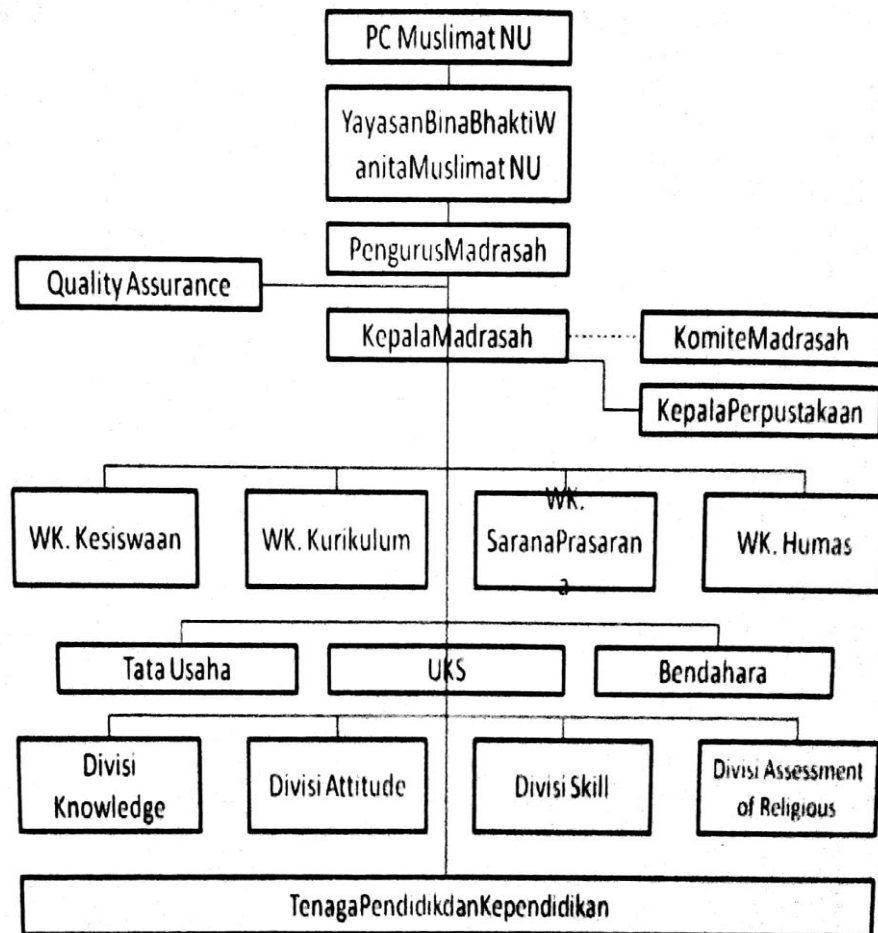 PC Muslimat NU
YayasanBinaBhaktiW
anitaMuslimat NU
PengurusMadrasah
Quality Assurance
KepalaMadrasah
KomiteMadrasah
KepalaPerpustakaan
WK. Kesiswaan
WK. Kurikulum
WK.
SaranaPrasaran
a
WK. Humas
Tata Usaha
UKS
Bendahara
Divisi
Knowledge
Divisi Attitude
Divisi Skill
Divisi Assessment
of Religious
TenagaPendidikdanKependidikan